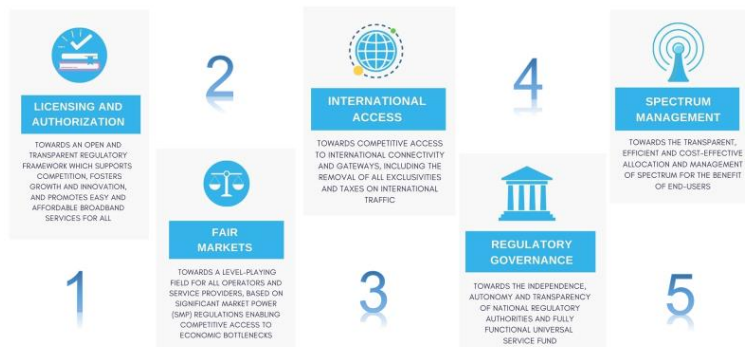 LICENSING AND
AUTHORIZATION
TOWARDS AN OPEN AND
TRANSPARENT REGULATORY
FRAMEWORK WHICH SUPPORTS
COMPETITION, FOSTERS
GROWTH AND INNOVATION,
AND PROMOTES EASY AND
AFFORDABLE BROADBAND
SERVICES FOR ALL
1
2
FAIR
MARKETS
TOWARDS A LEVEL-PLAYING
FIELD FOR ALL OPERATORS AND
SERVICE PROVIDERS, BASED ON
SIGNIFICANT MARKET POWER
(SMP) REGULATIONS ENABLING
COMPETITIVE ACCESS TO
ECONOMIC BOTTLENECKS
INTERNATIONAL
ACCESS
TOWARDS COMPETITIVE ACCESS
TO INTERNATIONAL CONNECTIVITY
AND GATEWAYS, INCLUDING THE
REMOVAL OF ALL EXCLUSIVITIES
AND TAXES ON INTERNATIONAL
TRAFFIC
3
4
REGULATORY
GOVERNANCE
TOWARDS THE INDEPENDENCE,
AUTONOMY AND TRANSPARENCY
OF NATIONAL REGULATORY
AUTHORITIES AND FULLY
FUNCTIONAL UNIVERSAL
SERVICE FUND
SPECTRUM
MANAGEMENT
TOWARDS THE TRANSPARENT,
EFFICIENT AND COST-EFFECTIVE
ALLOCATION AND MANAGEMENT
OF SPECTRUM FOR THE BENEFIT
OF END-USERS
5